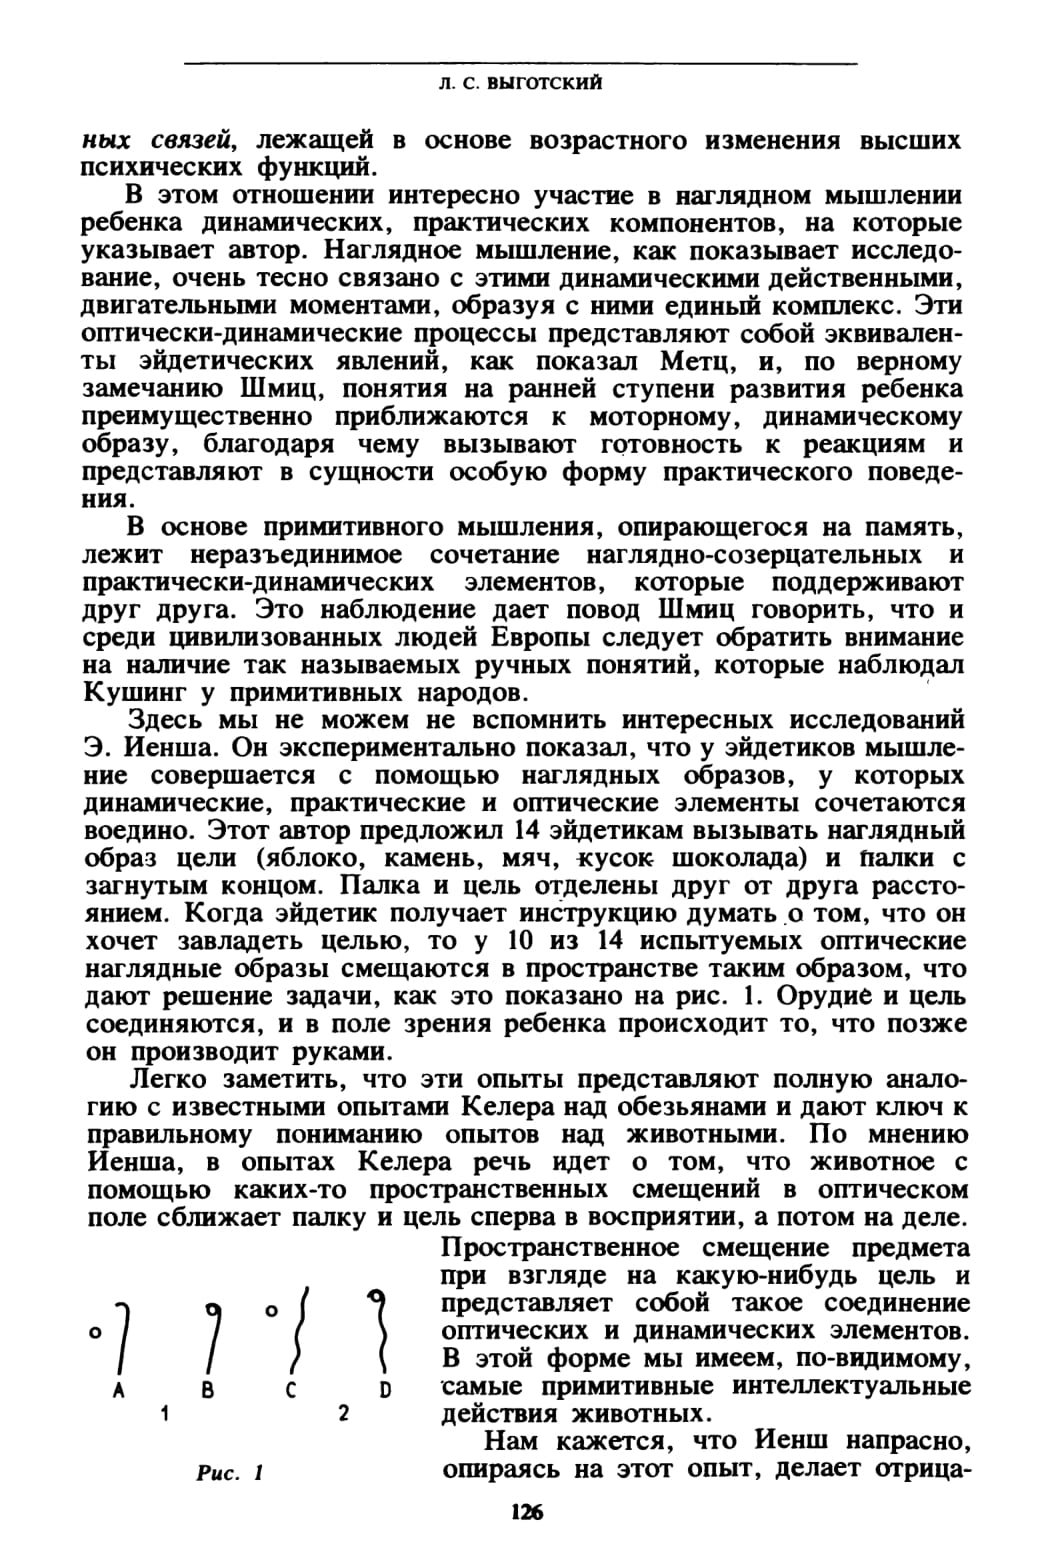 Л. С. ВЫГОТСКИЙ
ных связей, лежащей в основе возрастного изменения высших
психических функций.
В этом отношении интересно участие в наглядном мышлении
ребенка динамических, практических компонентов, на которые
указывает автор. Наглядное мышление, как показывает исследо-
вание, очень тесно связано с этими динамическими действенными,
двигательными моментами, образуя с ними единый комплекс. Эти
оптически-динамические процессы представляют собой эквивален-
ты эйдетических явлений, как показал Метц, и, по верному
замечанию Шмиц, понятия на ранней ступени развития ребенка
преимущественно приближаются к моторному, динамическому
образу, благодаря чему вызывают готовность к реакциям и
представляют в сущности особую форму практического поведе-
ния.
В основе примитивного мышления, опирающегося на память,
лежит неразъединимое сочетание наглядно-созерцательных и
практически-динамических элементов, которые поддерживают
друг друга. Это наблюдение дает повод Шмиц говорить, что и
среди цивилизованных людей Европы следует обратить внимание
на наличие так называемых ручных понятий, которые наблюдал
Кушинг у примитивных народов.
Здесь мы не можем не вспомнить интересных исследований
Э. Иенша. Он экспериментально показал, что у эйдетиков мышле-
ние совершается с помощью наглядных образов, у которых
динамические, практические и оптические элементы сочетаются
воедино. Этот автор предложил 14 эйдетикам вызывать наглядный
образ цели (яблоко, камень, мяч, кусок шоколада) и палки с
загнутым концом. Палка и цель отделены друг от друга рассто-
янием. Когда эйдетик получает инструкцию думать о том, что он
хочет завладеть целью, то у 10 из 14 испытуемых оптические
наглядные образы смещаются в пространстве таким образом, что
дают решение задачи, как это показано на рис. 1. Орудие и цель
соединяются, и в поле зрения ребенка происходит то, что позже
он производит руками.
Легко заметить, что эти опыты представляют полную анало-
гию с известными опытами Келера над обезьянами и дают ключ к
правильному пониманию опытов над животными. По мнению
Иенша, в опытах Келера речь идет о том, что животное с
помощью каких-то пространственных смещений в оптическом
поле сближает палку и цель сперва в восприятии, а потом на деле.
Пространственное смещение предмета
при взгляде на какую-нибудь цель и
представляет собой такое соединение
оптических и динамических элементов.
В этой форме мы имеем, по-видимому,
самые примитивные интеллектуальные
действия животных.
Нам кажется, что Иенш напрасно,
опираясь на этот опыт, делает отрица-
A B C D
1 2
Рис. 1
126